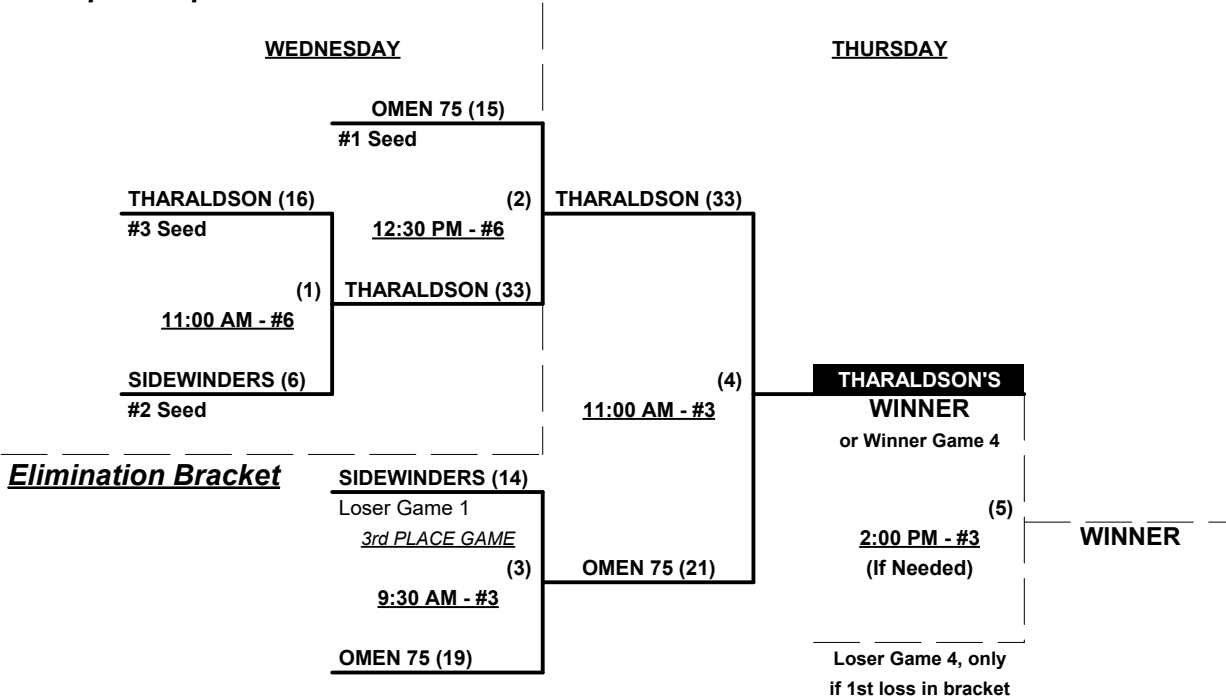 WEDNESDAY
THURSDAY
OMEN 75 (15)
#1 Seed
THARALDSON (16)
#3 Seed
(2)
12:30 PM - #6
THARALDSON (33)
(1)
11:00 AM - #6
THARALDSON (33)
SIDEWINDERS (6)
#2 Seed
(4)
11:00 AM - #3
THARALDSON'S
WINNER
or Winner Game 4
Elimination Bracket
SIDEWINDERS (14)
Loser Game 1
3rd PLACE GAME
(3)
9:30 AM - #3
OMEN 75 (21)
OMEN 75 (19)
(5)
2:00 PM - #3
(If Needed)
WINNER
Loser Game 4, only
if 1st loss in bracket